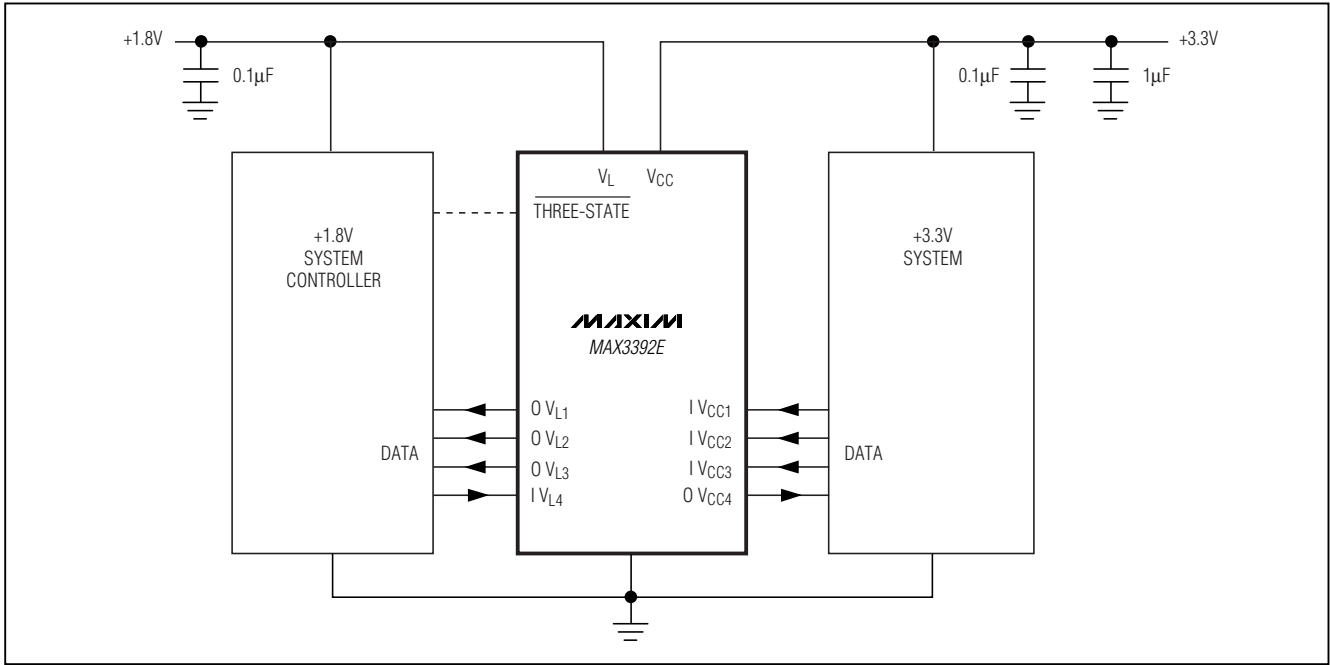 +1.8V
+3.3V
0.1μF
0.1μF
1μF
VL
VCC
THREE-STATE
+1.8V
SYSTEM
CONTROLLER
+3.3V
SYSTEM
MAXIM
MAX3392E
O VL1
I VCC1
O VL2
I VCC2
DATA
DATA
O VL3
I VCC3
I VL4
O VCC4